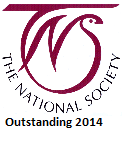 TNS
THE NATIONAL SOCIETY
Outstanding 2014